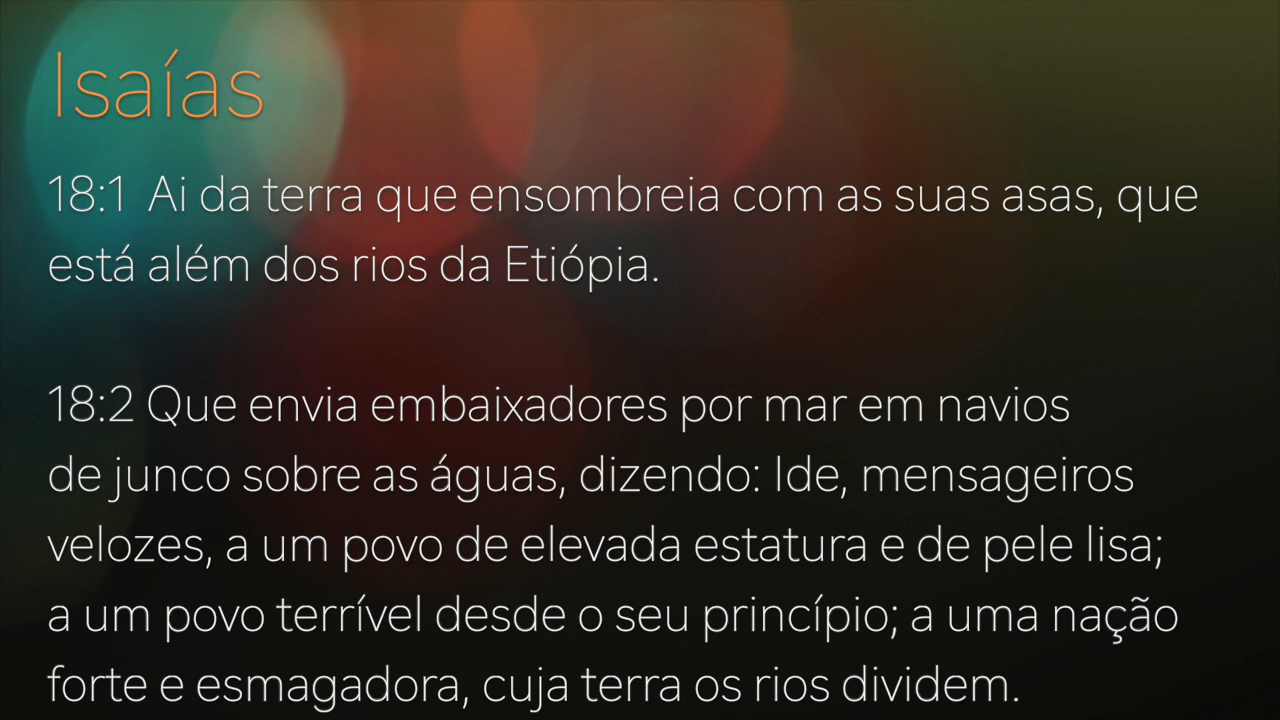 Isaías
18:1 Ai da terra que ensombreia com as suas asas, que
está além dos rios da Etiópia.
18:2 Que envia embaixadores por mar em navios
de junco sobre as águas, dizendo: Ide, mensageiros
velozes, a um povo de elevada estatura e de pele lisa;
a um povo terrível desde o seu princípio; a uma nação
forte e esmagadora, cuja terra os rios dividem.